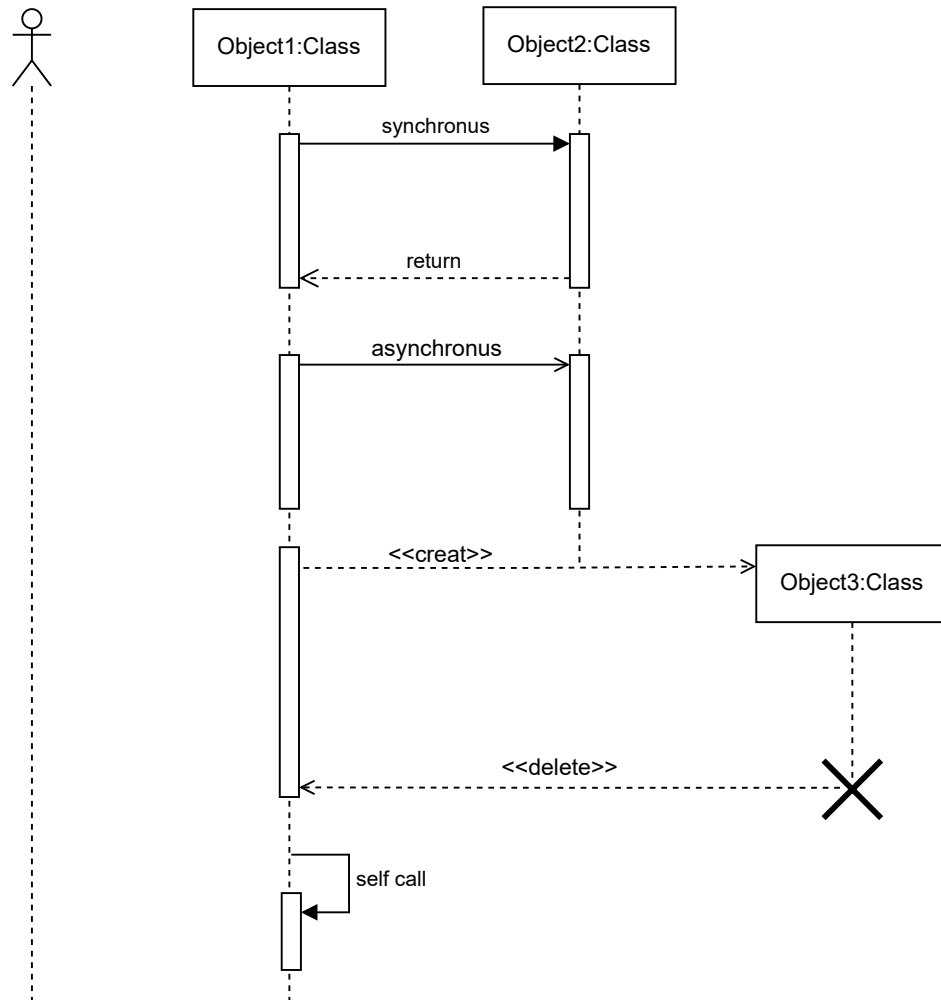 Object1:Class
Object2:Class
synchronus
return
asynchronus
<<creat>>
Object3:Class
<<delete>>
self call